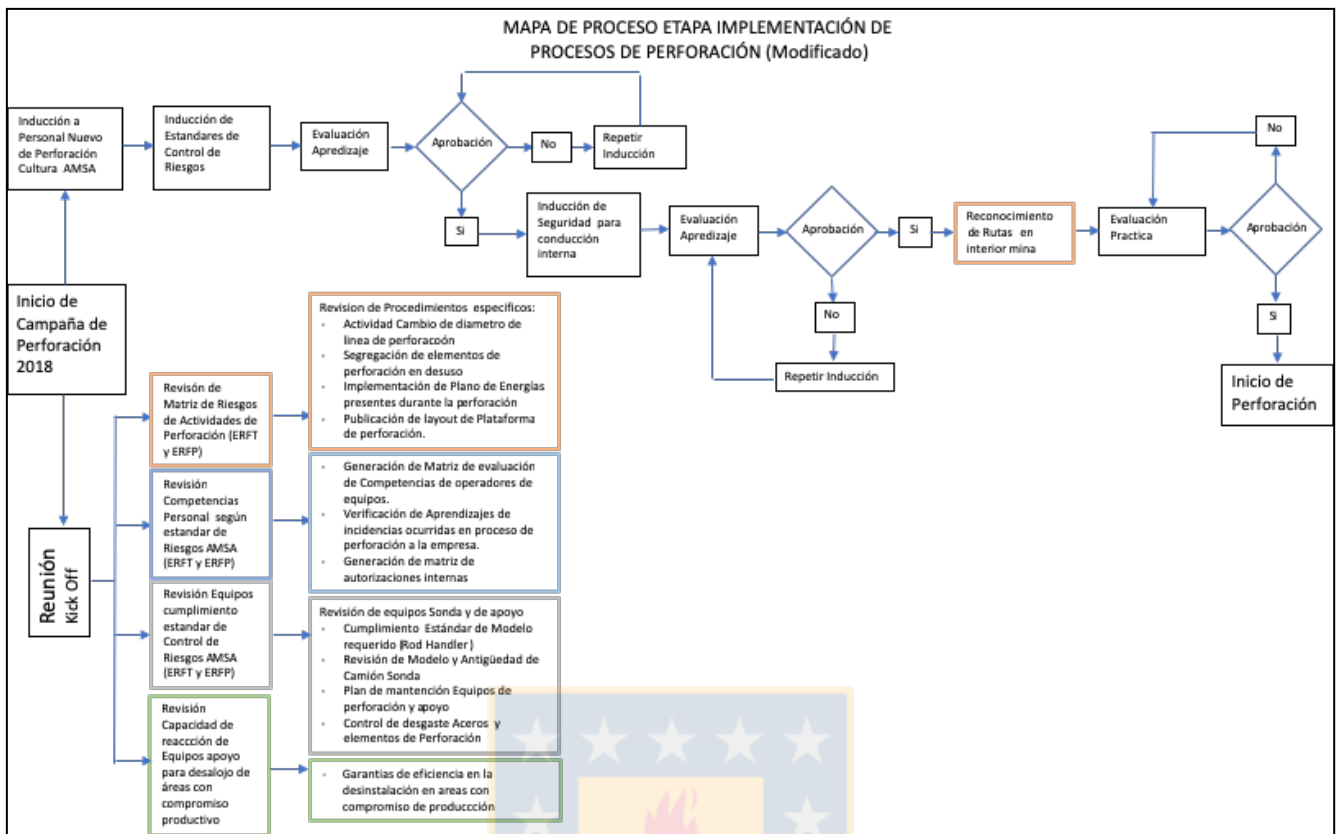 MAPA DE PROCESO ETAPA IMPLEMENTACIÓN DE
PROCESOS DE PERFORACIÓN (Modificado)
Inducción a
Personal Nuevo
de Perforación
Cultura AMSA
Inducción de
Estandares de
Control de
Riesgos
Evaluación
Apredizaje
Aprobación
No
Repetir
Inducción
Si
Inducción de
Seguridad para
conducción
interna
Evaluación
Apredizaje
Aprobación
Si
No
Repetir Inducción
Reconocimiento
de Rutas en
interior mina
Evaluación
Practica
No
Aprobación
Si
Inicio de
Perforación
Inicio de
Campaña de
Perforación
2018
Reunión
Kick Off
Revisón de
Matriz de Riesgos
de Actividades de
Perforación (ERFT
y ERFP)
Revision de Procedimientos especificos:
- Actividad Cambio de diametro de
linea de perforacoón
- Segregación de elementos de
perforación en desuso
- Implementación de Plano de Energías
presentes durante la perforación
- Publicación de layout de Plataforma
de perforación.
Revisión
Competencias
Personal según
estandar de
Riesgos AMSA
(ERFT y ERFP)
- Generación de Matriz de evaluación
de Competencias de operadores de
equipos.
- Verificación de Aprendizajes de
incidencias ocurridas en proceso de
perforación a la empresa.
- Generación de matriz de
autorizaciones internas
Revisión Equipos
cumplimiento
estandar de
Control de
Riesgos AMSA
(ERFT y ERFP)
Revisión de equipos Sonda y de apoyo
- Cumplimiento Estándar de Modelo
requerido (Rod Handler)
- Revisión de Modelo y Antigüedad de
Camión Sonda
- Plan de mantención Equipos de
perforación y apoyo
- Control de desgaste Aceros y
elementos de Perforación
Revisión
Capacidad de
reaccción de
Equipos apoyo
para desalojo de
áreas con
compromiso
productivo
- Garantias de eficiencia en la
desinstalación en areas con
compromiso de produccción